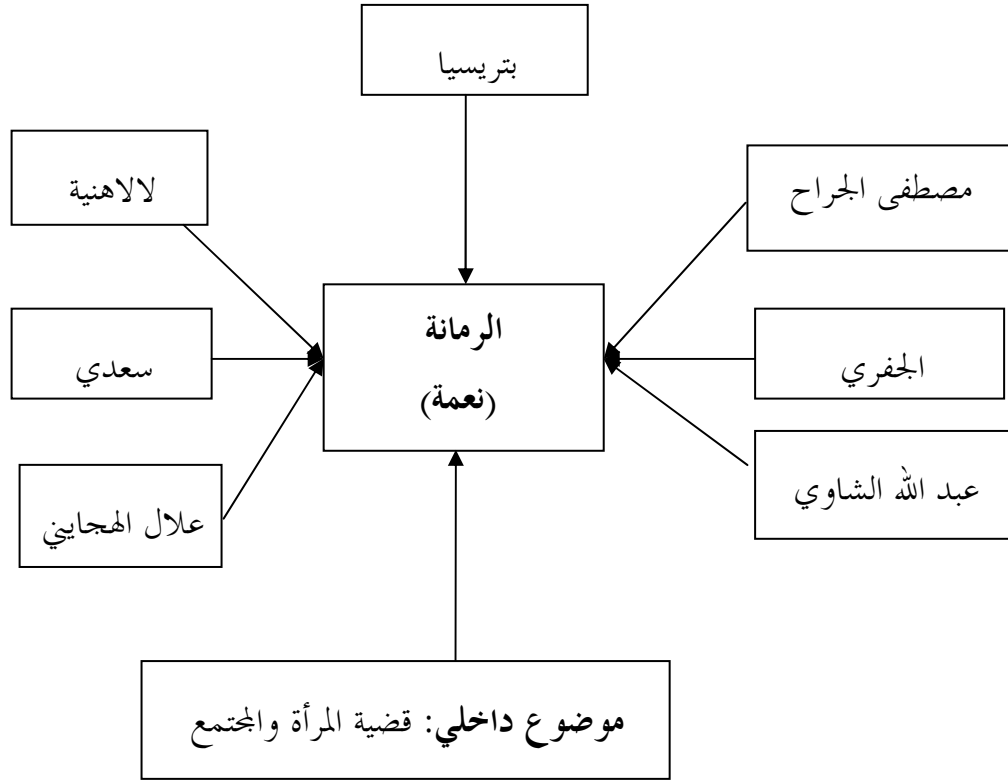 بتريسيا
مصطفى الجراح
لالاهنية
الرمانة
(نعمة)
الجفري
سعدي
عبد الله الشاوي
علال الهجايني
موضوع داخلي: قضية المرأة والمجتمع